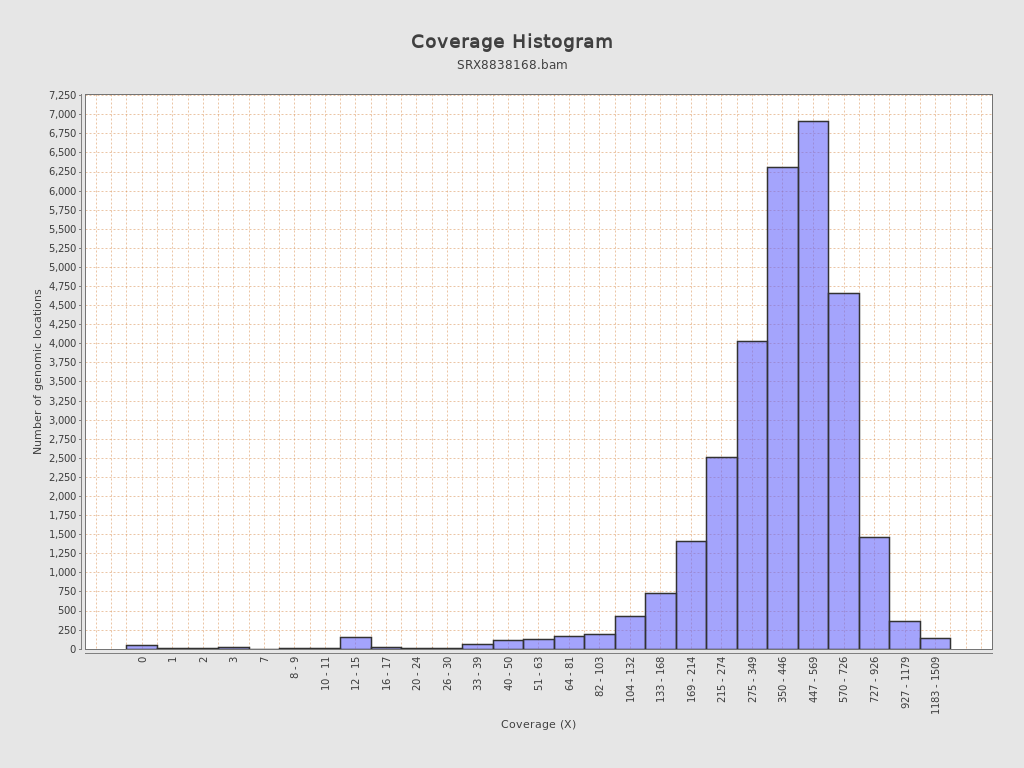 Coverage Histogram
SRX8838168.bam
Number of genomic locations
7,250
7,000
6,750
6,500
6,250
6,000
5,750
5,500
5,250
5,000
4,750
4,500
4,250
4,000
3,750
3,500
3,250
3,000
2,750
2,500
2,250
2,000
1,750
1,500
1,250
1,000
750
500
250
0
0
1
2
3
7
8 - 9
10 - 11
12 - 15
16 - 17
20 - 24
26 - 30
33 - 39
40 - 50
51 - 63
64 - 81
82 - 103
104 - 132
133 - 168
169 - 214
215 - 274
275 - 349
350 - 446
447 - 569
570 - 726
727 - 926
927 - 1179
1183 - 1509
Coverage (X)